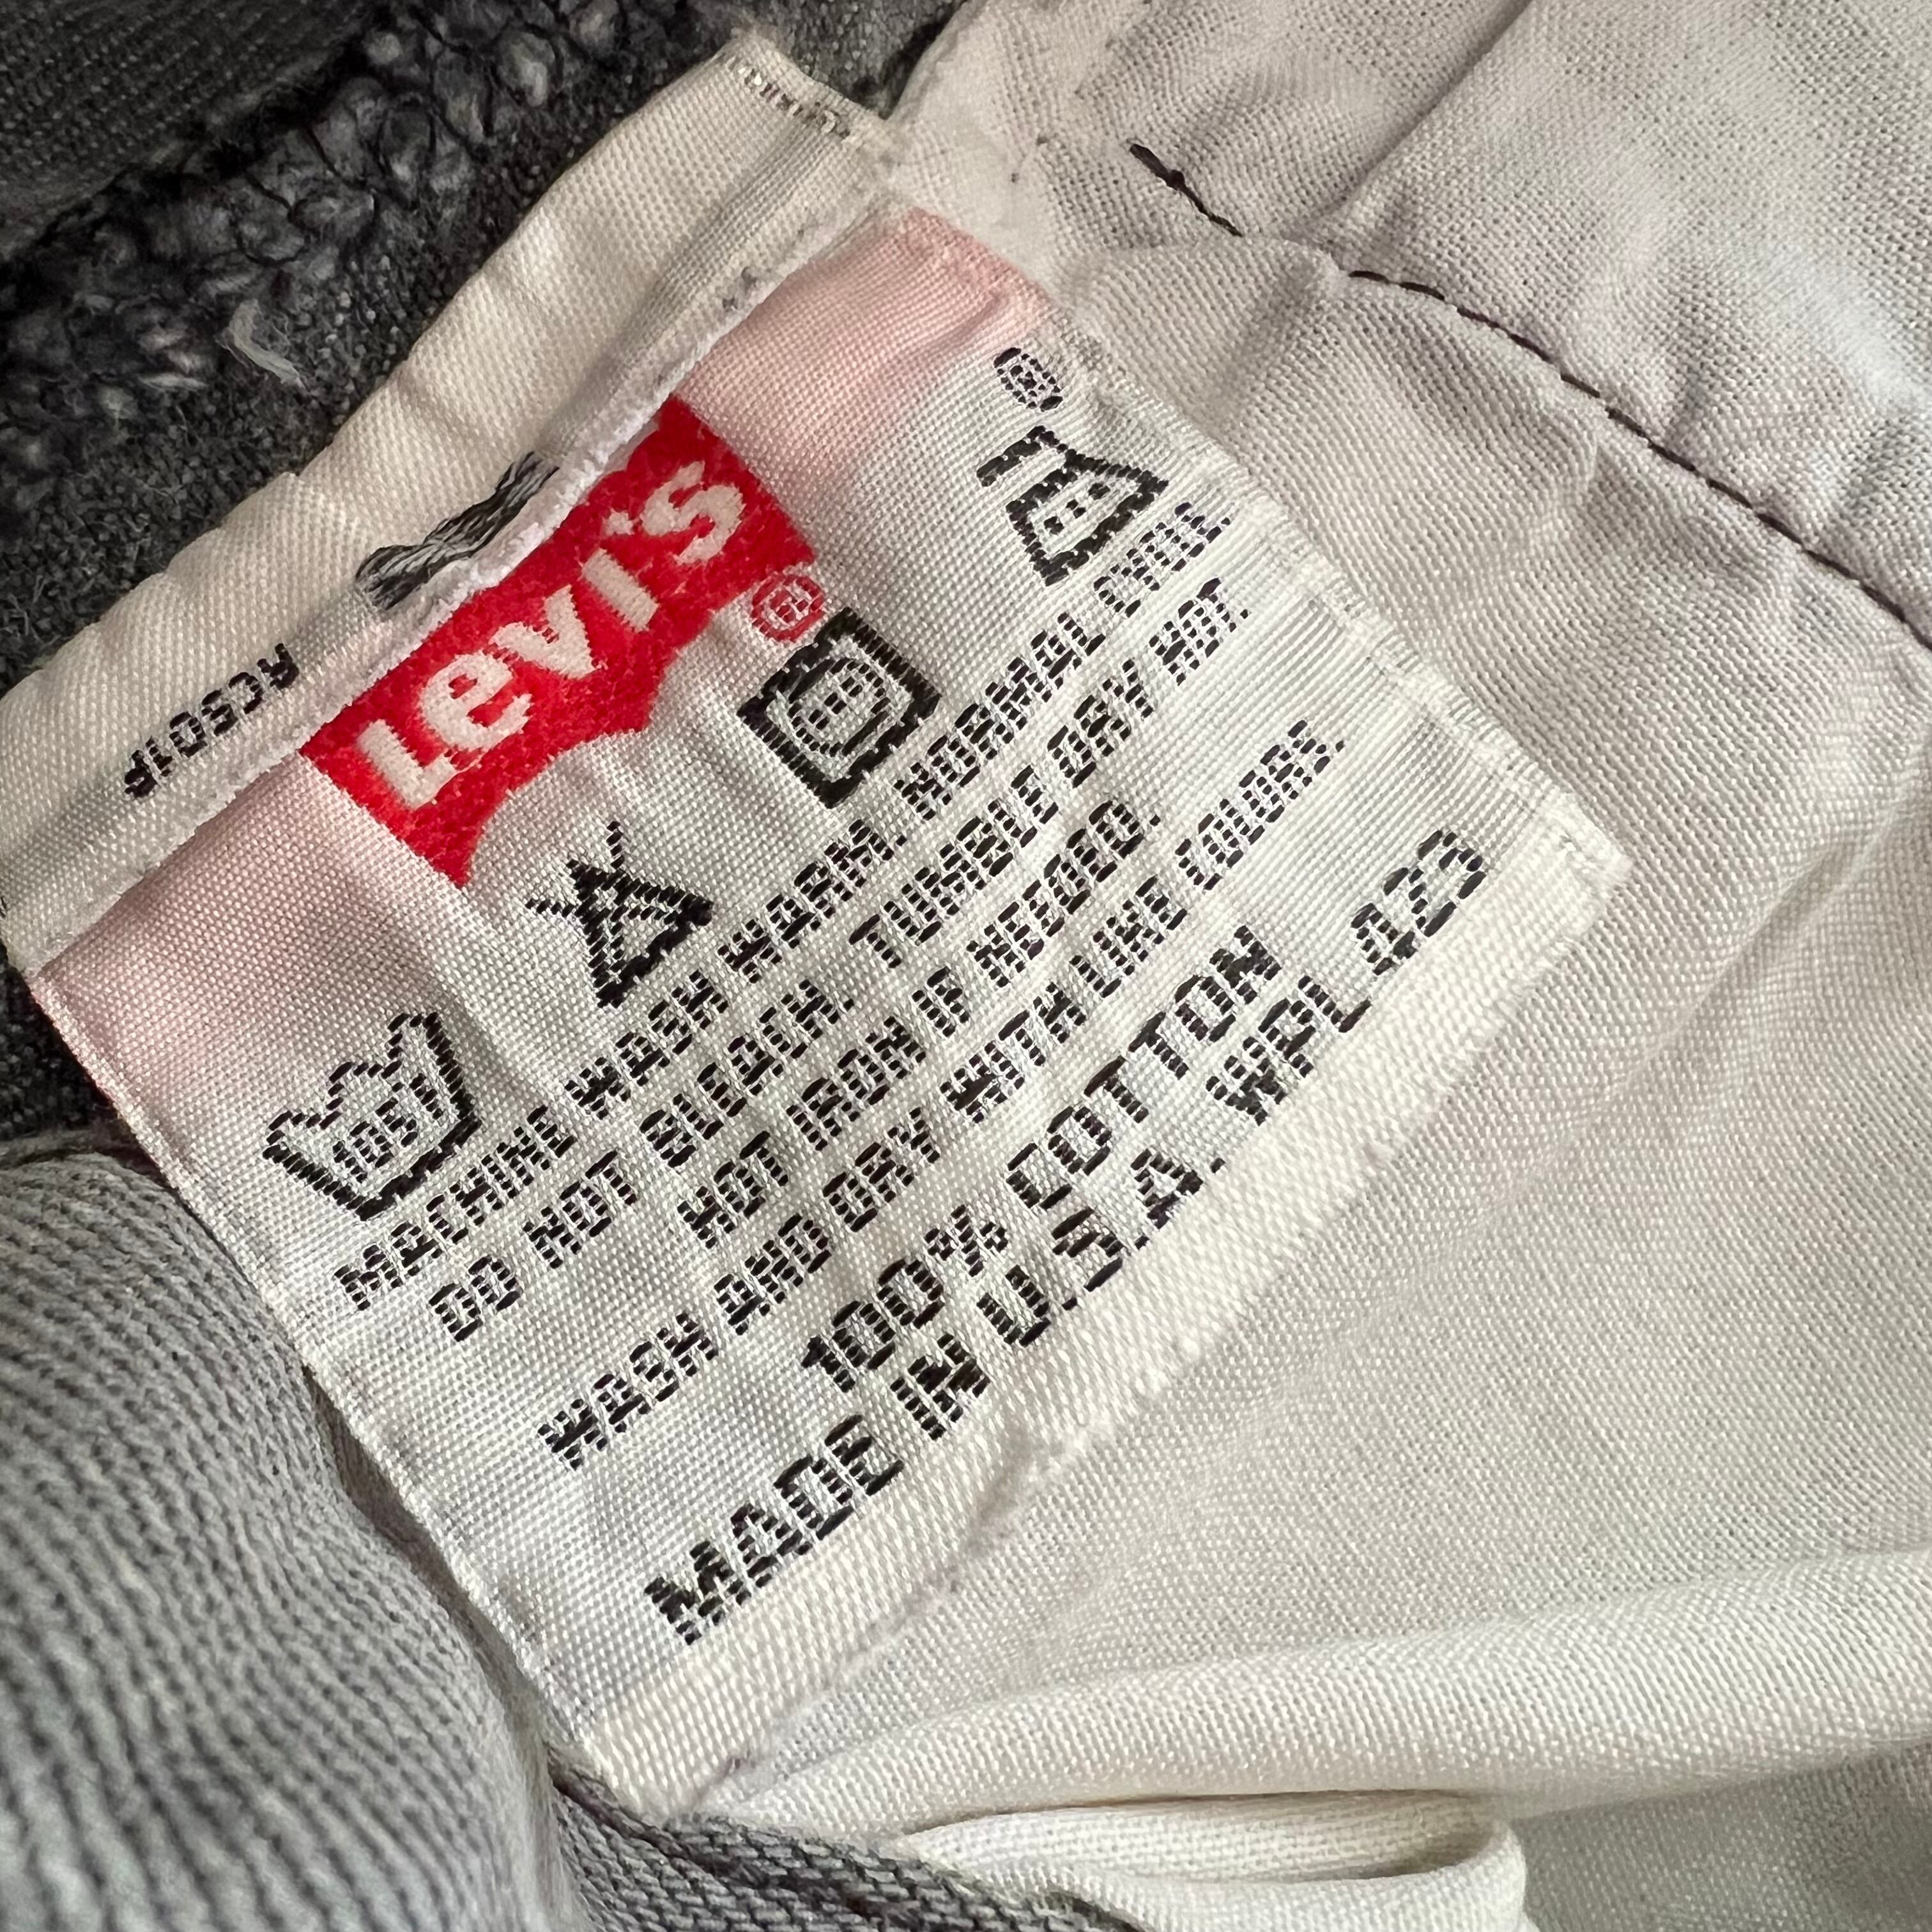 Levi's ®
105F
®
MACHINE WASH WARM. NORMAL CYCLE.
DO NOT BLEACH. TUMBLE DRY HOT.
HOT IRON IF NEEDED.
WASH AND DRY WITH LIKE COLORS.
100% COTTON
MADE IN U.S.A. WPL 423